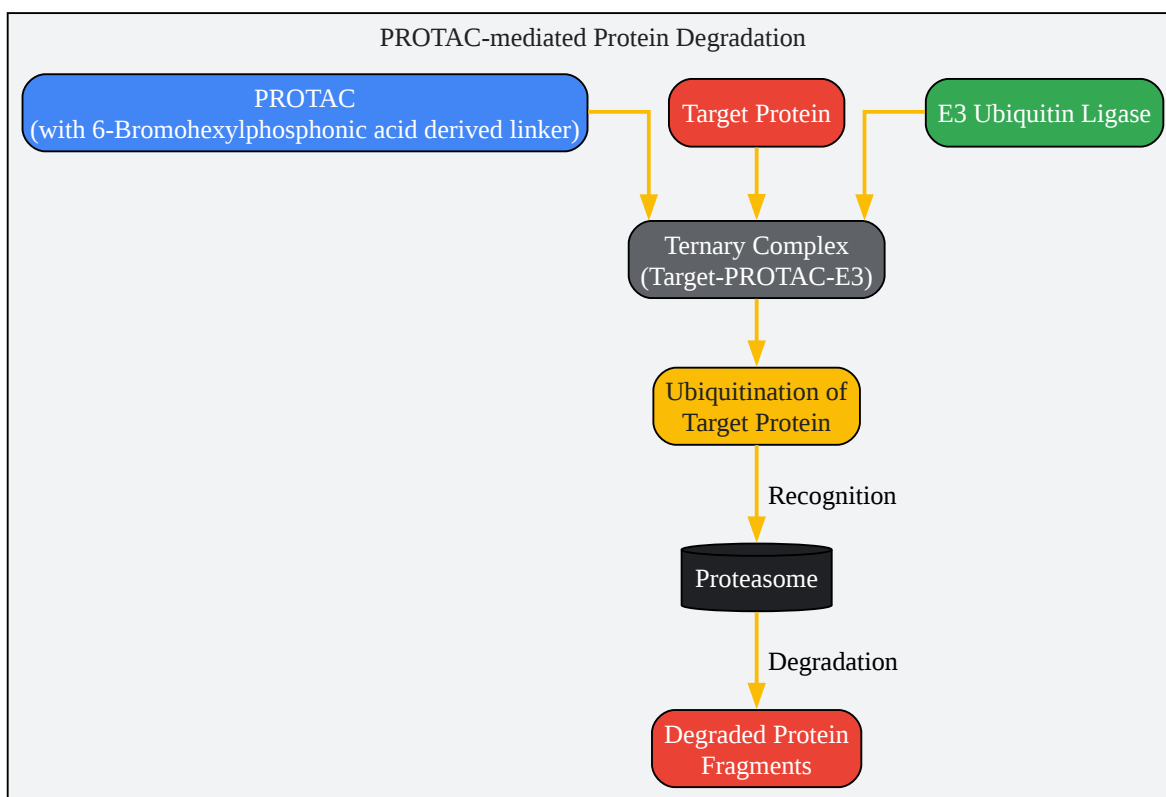 PROTAC-mediated Protein Degradation
PROTAC
(with 6-Bromohexylphosphonic acid derived linker)
Target Protein
E3 Ubiquitin Ligase
Ternary Complex
(Target-PROTAC-E3)
Ubiquitination of
Target Protein
Recognition
Proteasome
Degradation
Degraded Protein
Fragments